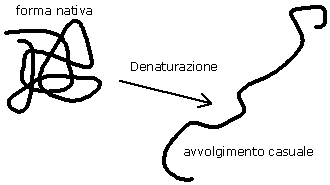 forma nativa
Denaturazione
avvolgimento casuale